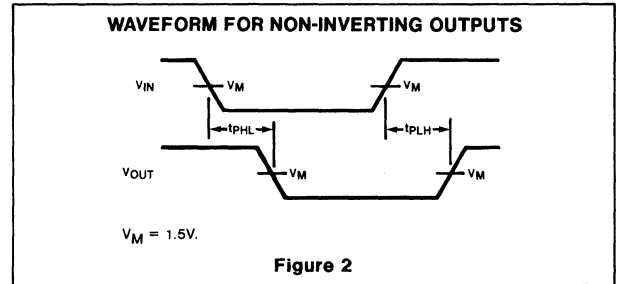 WAVEFORM FOR NON-INVERTING OUTPUTS
VIN
VM
VM
tPHL
tPLH
VOUT
VM
VM
VM = 1.5V.
Figure 2